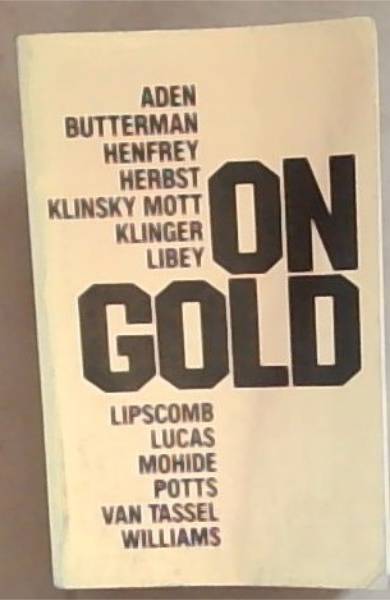 ADEN
BUTTERMAN
HENFREY
HERBST
KLINSKY MOTT
KLINGER
LIBEY
ON
GOLD
LIPSCOMB
LUCAS
MOHIDE
POTTS
VAN TASSEL
WILLIAMS